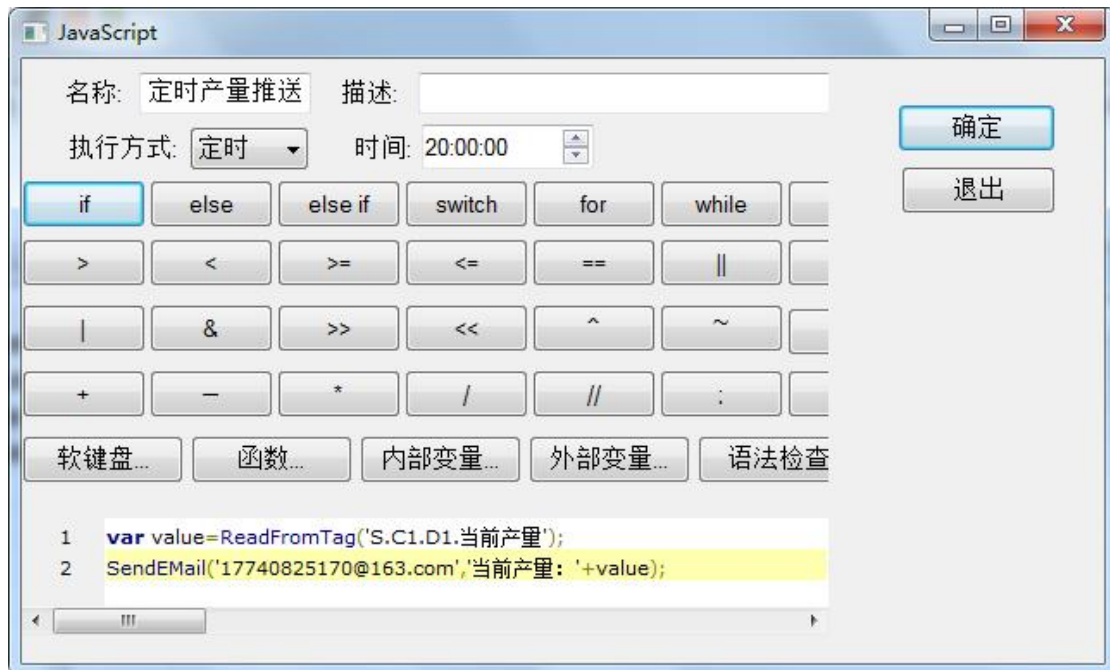 JavaScript
名称: 定时产量推送 描述:
执行方式: 定时 时间: 20:00:00
确定
退出
if else else if switch for while
> < >= <= == ||
| & >> << ^ ~
+ — * / // :
软键盘... 函数... 内部变量... 外部变量... 语法检查
1 var value=ReadFromTag('S.C1.D1.当前产量');
2 SendEMail('17740825170@163.com','当前产量：'+value);